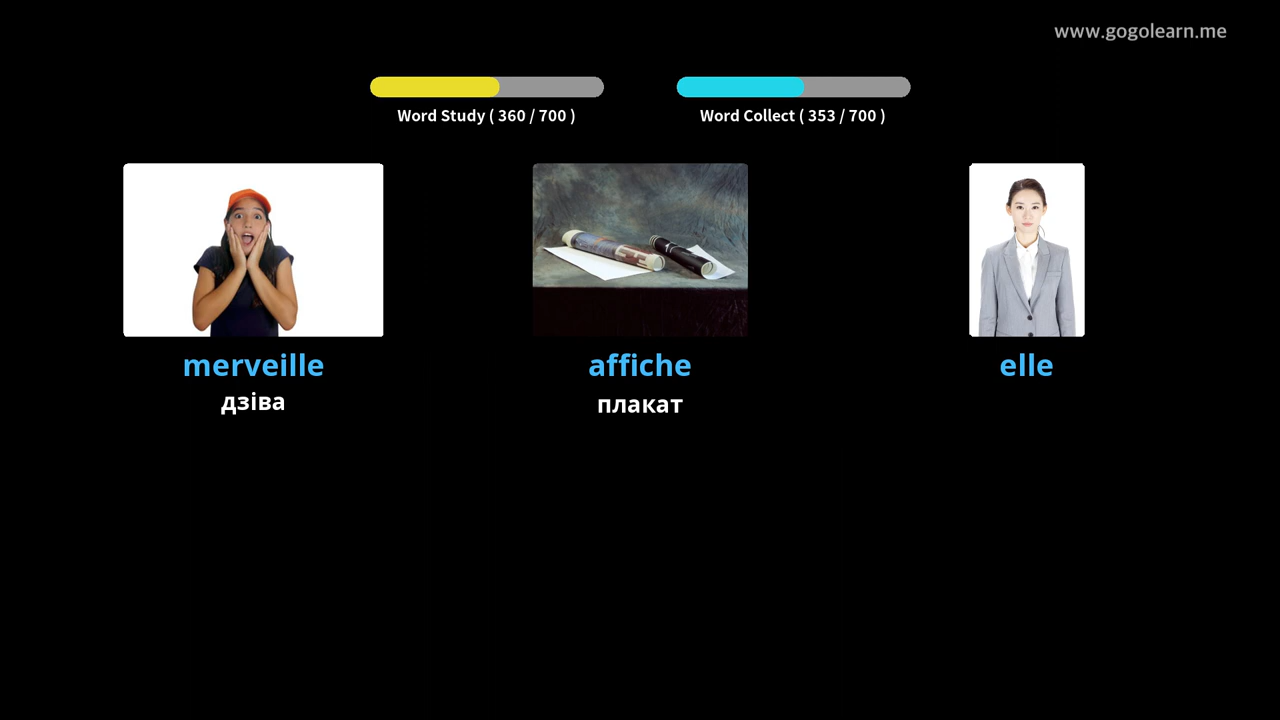 www.gogolearn.me
Word Study ( 360 / 700 )
Word Collect ( 353 / 700 )
merveille
дзіва
affiche
плакат
elle